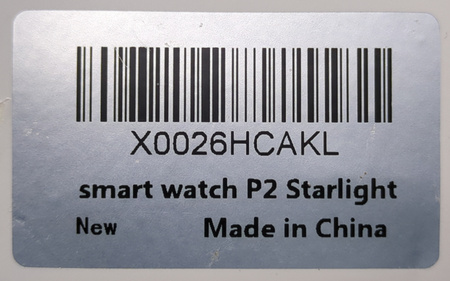 X0026HCAKL
smart watch P2 Starlight
New Made in China